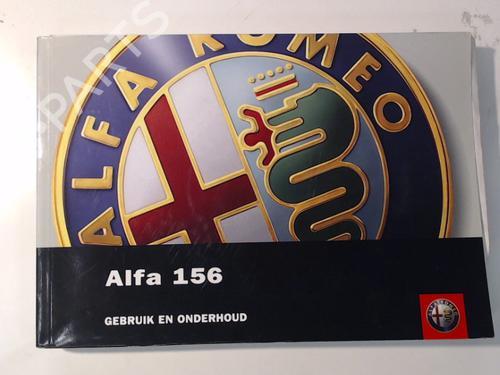 ALFA ROMEO
Alfa 156
GEBRUIK EN ONDERHOUD